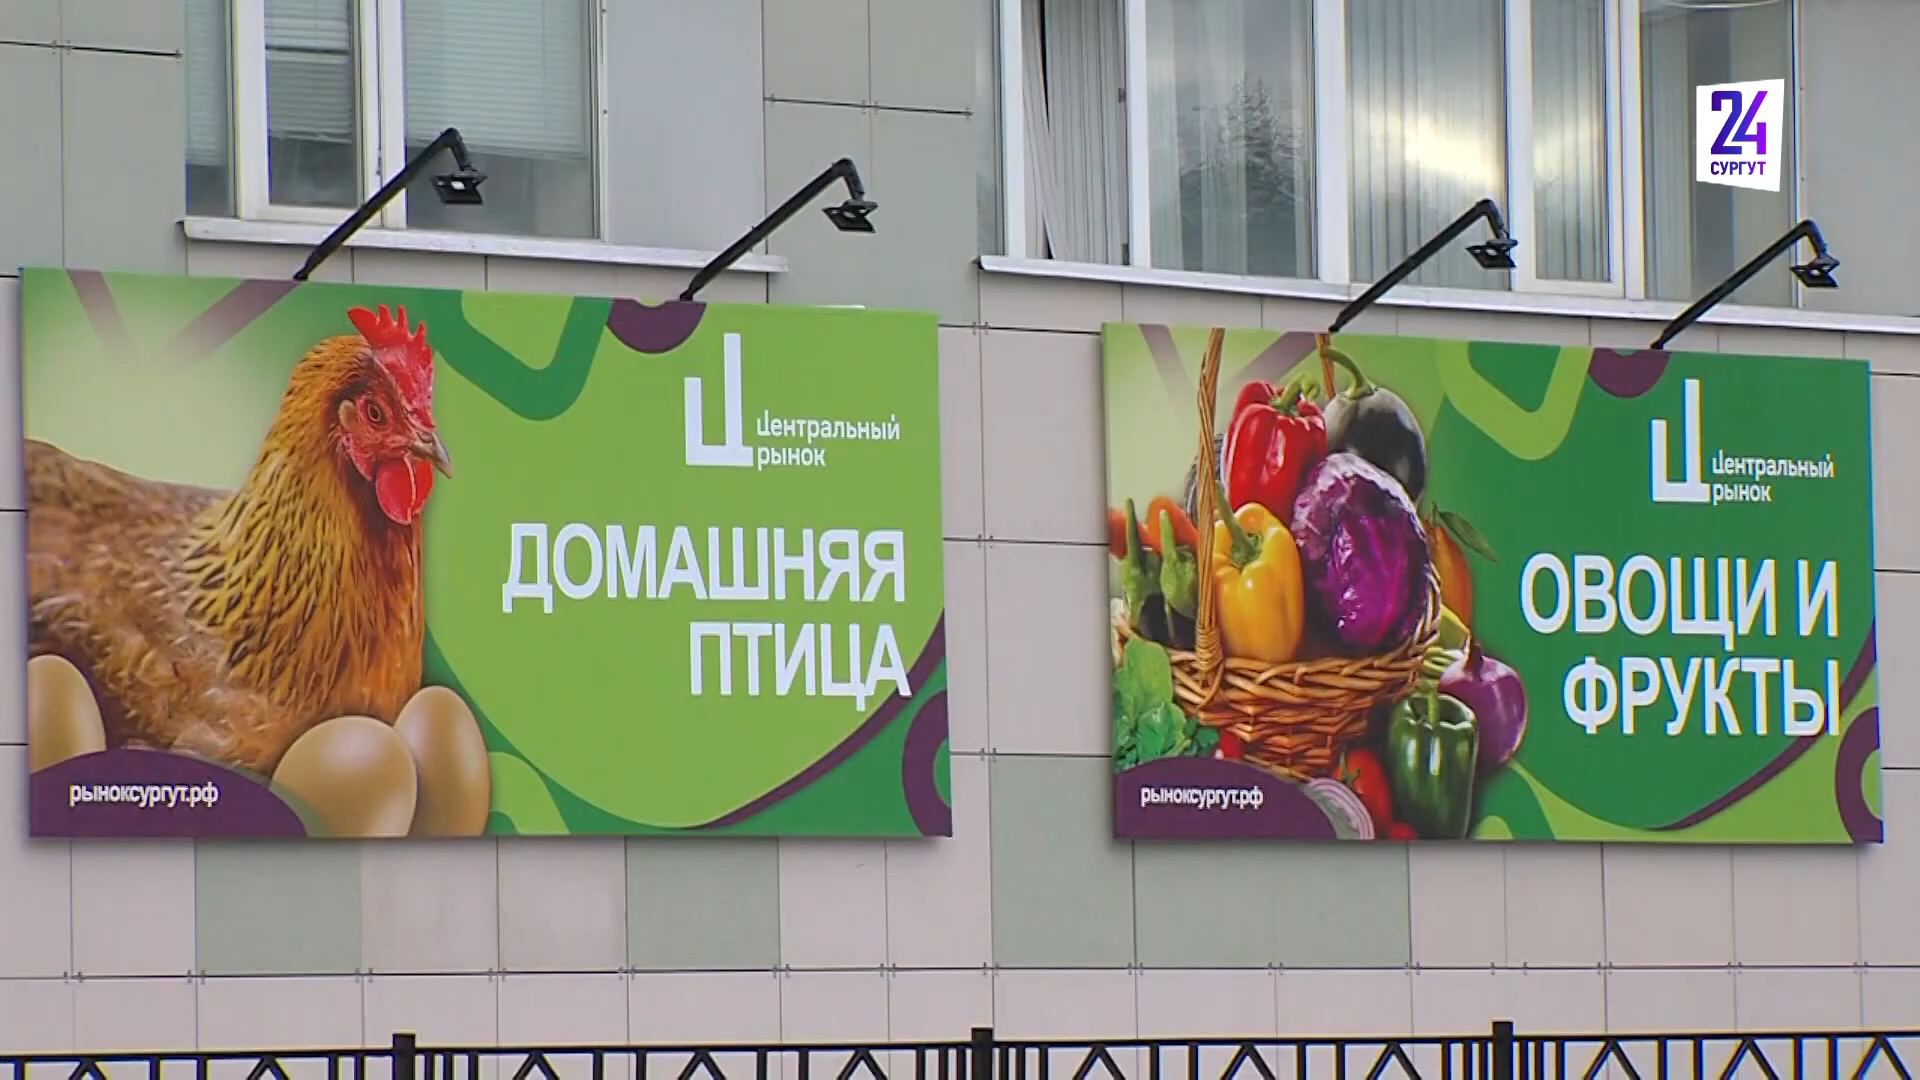 24
СУРГУТ
Ц
Центральный
рынок
ДОМАШНЯЯ
ПТИЦА
рыноксургут.рф
Ц
Центральный
рынок
ОВОЩИ И
ФРУКТЫ
рыноксургут.рф